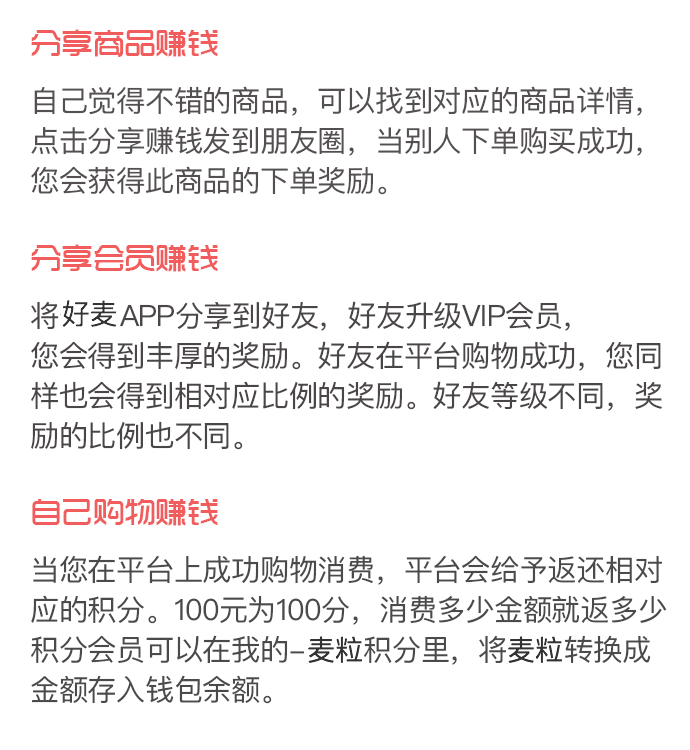 分享商品赚钱
自己觉得不错的商品，可以找到对应的商品详情，
点击分享赚钱发到朋友圈，当别人下单购买成功，
您会获得此商品的下单奖励。
分享会员赚钱
将好麦APP分享到好友，好友升级VIP会员，
您会得到丰厚的奖励。好友在平台购物成功，您同
样也会得到相对应比例的奖励。好友等级不同，奖
励的比例也不同。
自己购物赚钱
当您在平台上成功购物消费，平台会给予返还相对
应的积分。100元为100分，消费多少金额就返多少
积分会员可以在我的–麦粒积分里，将麦粒转换成
金额存入钱包余额。